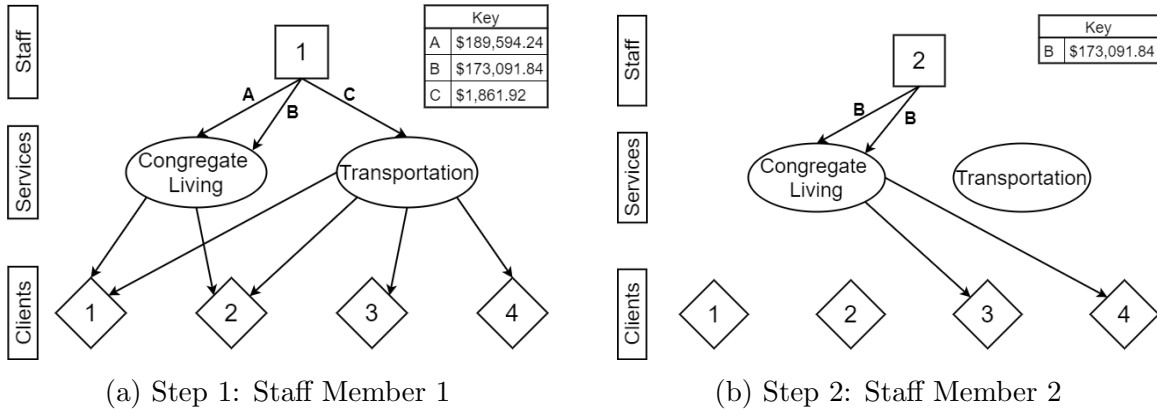 Staff
1
Key
A $189,594.24
B $173,091.84
C $1,861.92
A
B
C
Services
Congregate
Living
Transportation
Clients
1
2
3
4
(a) Step 1: Staff Member 1
Staff
2
Key
B $173,091.84
B
B
Services
Congregate
Living
Transportation
Clients
1
2
3
4
(b) Step 2: Staff Member 2